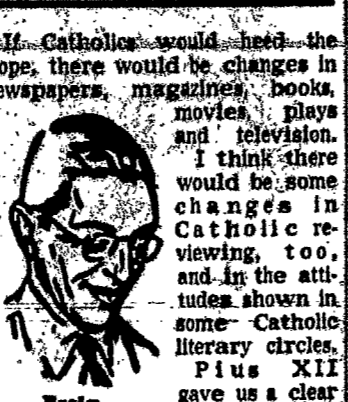 If Catholics would heed the
ope, there would be changes in
ewspapers, magazines, books,
movies, plays
and television.
I think there
would be some
changes in
Catholic re-
viewing, too,
and in the atti-
tudes shown in
some Catholic
literary circles.
Pius XII
gave us a clear